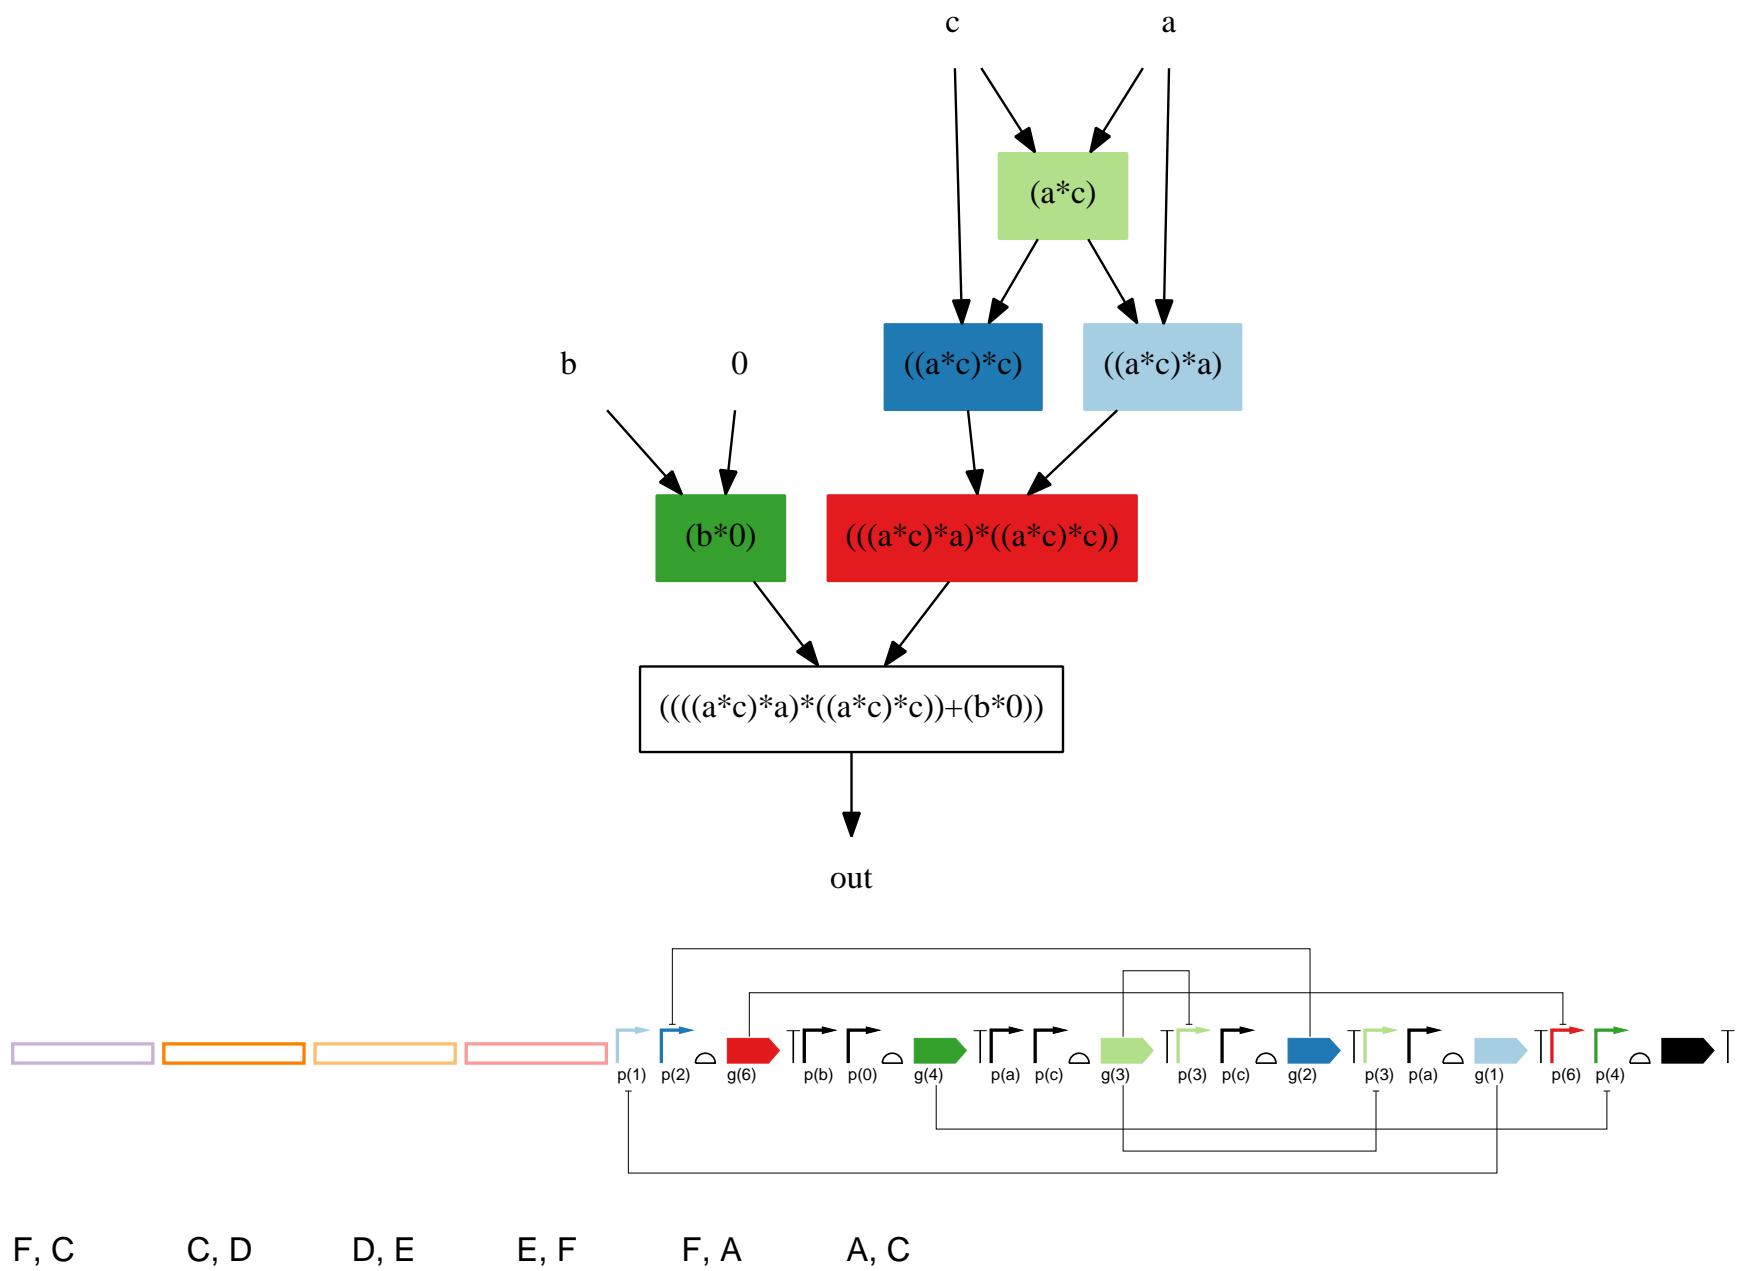 c a
(a*c)
b 0 ((a*c)*c) ((a*c)*a)
(b*0) (((a*c)*a)*((a*c)*c))
((((a*c)*a)*((a*c)*c))+(b*0))
out
p(1) p(2) g(6) p(b) p(0) g(4) p(a) p(c) g(3) p(3) p(c) g(2) p(3) p(a) g(1) p(6) p(4)
F, C C, D D, E E, F F, A A, C